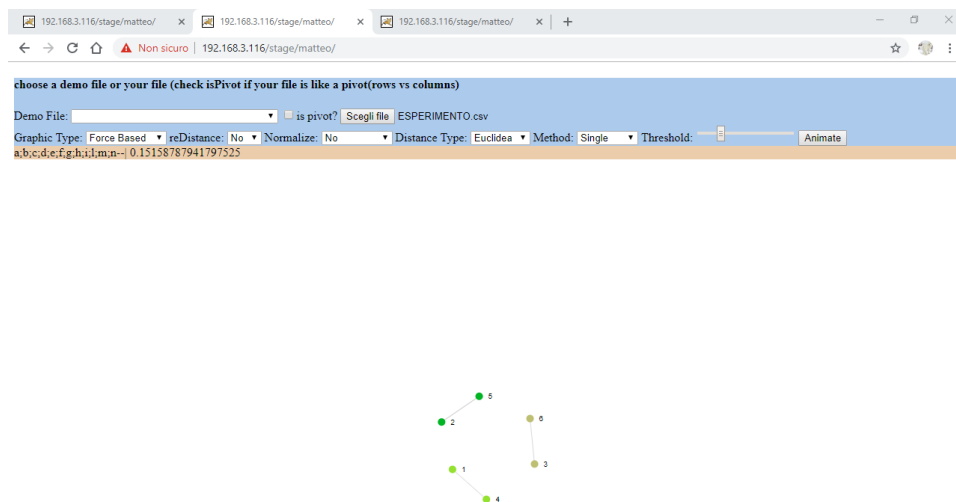 192.168.3.116/stage/matteo/ × 192.168.3.116/stage/matteo/ × 192.168.3.116/stage/matteo/ × +
Non sicuro | 192.168.3.116/stage/matteo/
choose a demo file or your file (check isPivot if your file is like a pivot(rows vs columns)
Demo File: is pivot? Scegli file ESPERIMENTO.csv
Graphic Type: Force Based reDistance: No Normalize: No Distance Type: Euclidea Method: Single Threshold: Animate
a;b;c;d;e;f;g;h;i;l;m;n--| 0.15158787941797525
5
2
6
1
3
4